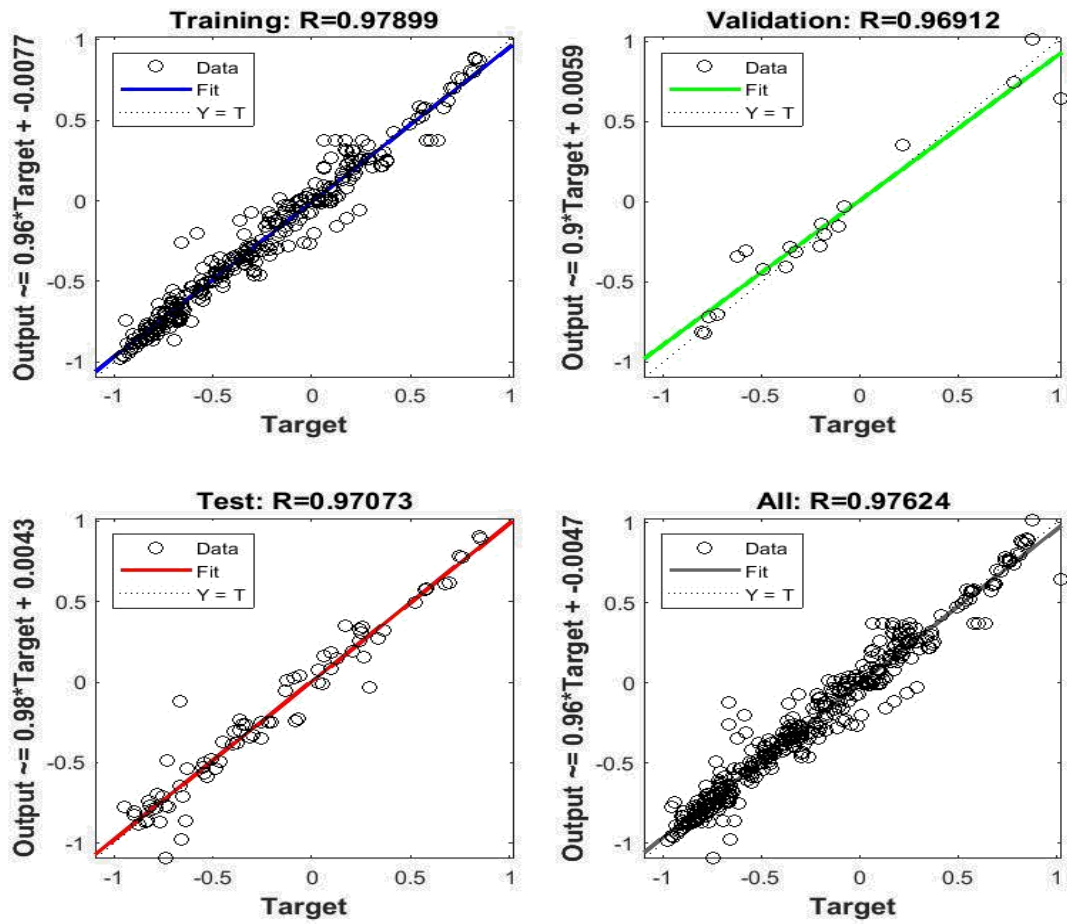 Training: R=0.97899
Output ~= 0.96*Target + -0.0077
1
0.5
0
-0.5
-1
Data
Fit
Y = T
-1 -0.5 0 0.5 1
Target
Validation: R=0.96912
Output ~= 0.9*Target + 0.0059
1
0.5
0
-0.5
-1
Data
Fit
Y = T
-1 -0.5 0 0.5 1
Target
Test: R=0.97073
Output ~= 0.98*Target + 0.0043
1
0.5
0
-0.5
-1
Data
Fit
Y = T
-1 -0.5 0 0.5 1
Target
All: R=0.97624
Output ~= 0.96*Target + -0.0047
1
0.5
0
-0.5
-1
Data
Fit
Y = T
-1 -0.5 0 0.5 1
Target